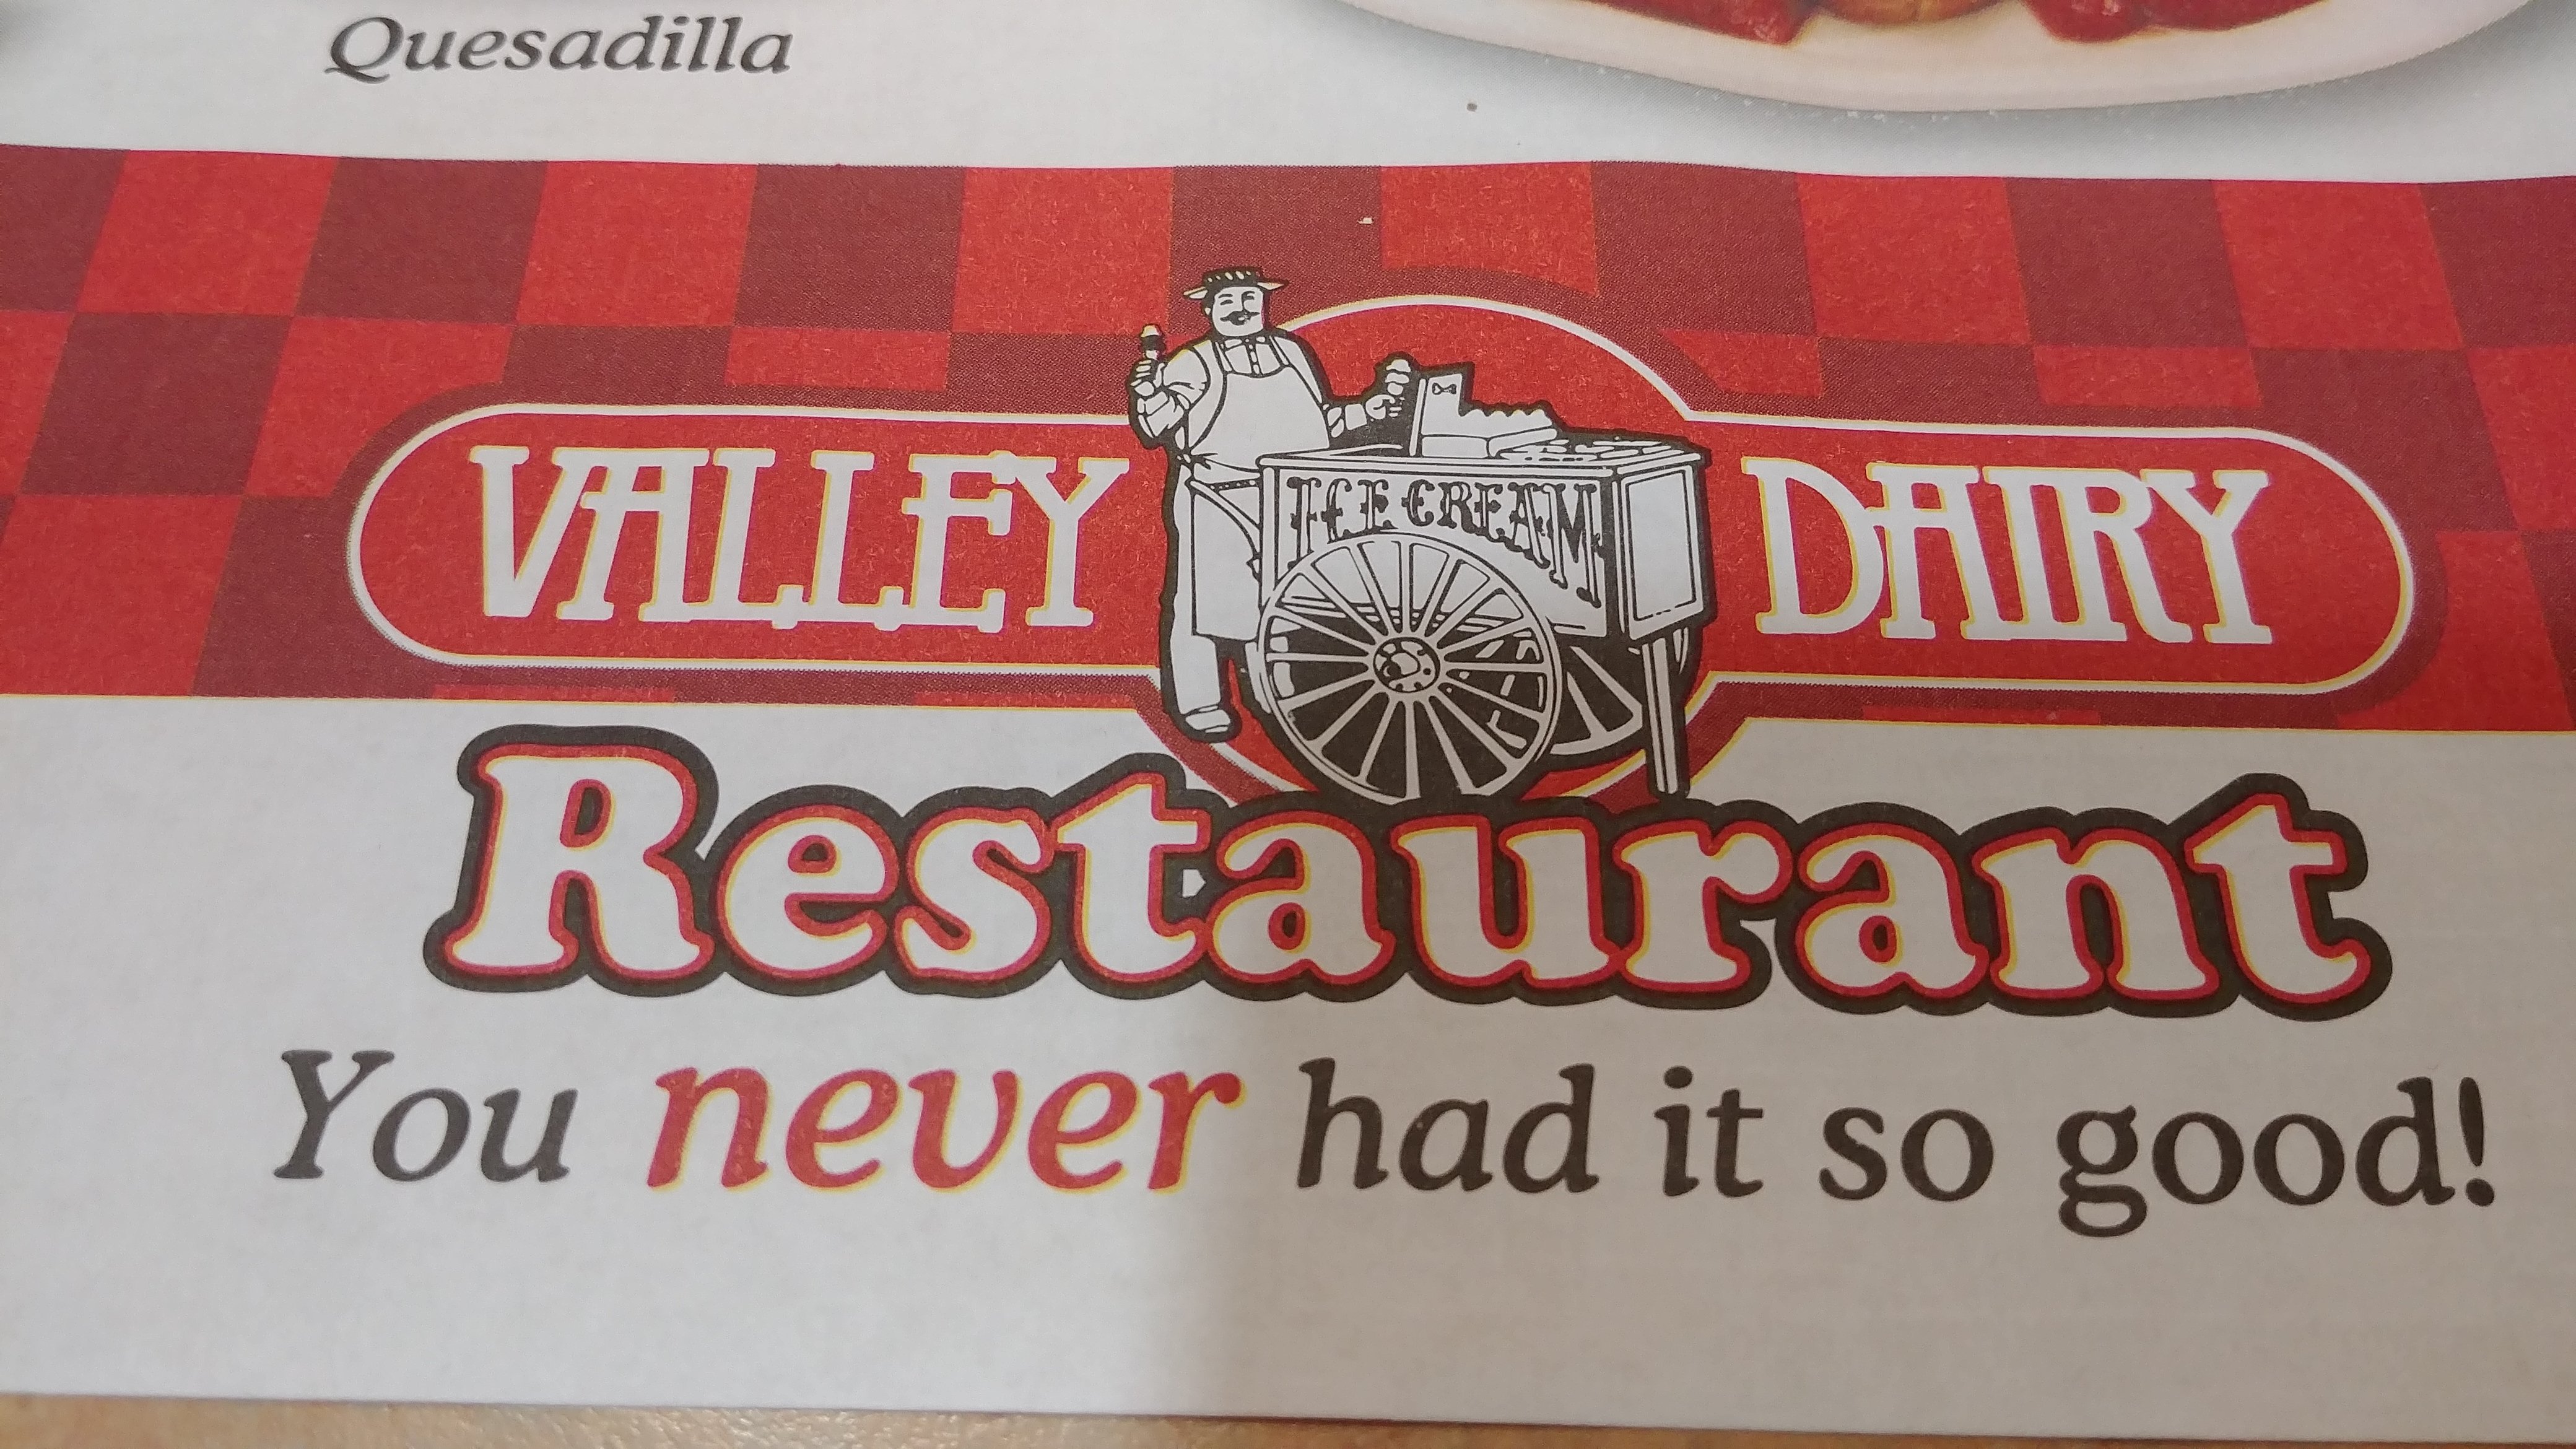 Quesadilla
VALLEY DAIRY
ICE CREAM
Restaurant
You never had it so good!